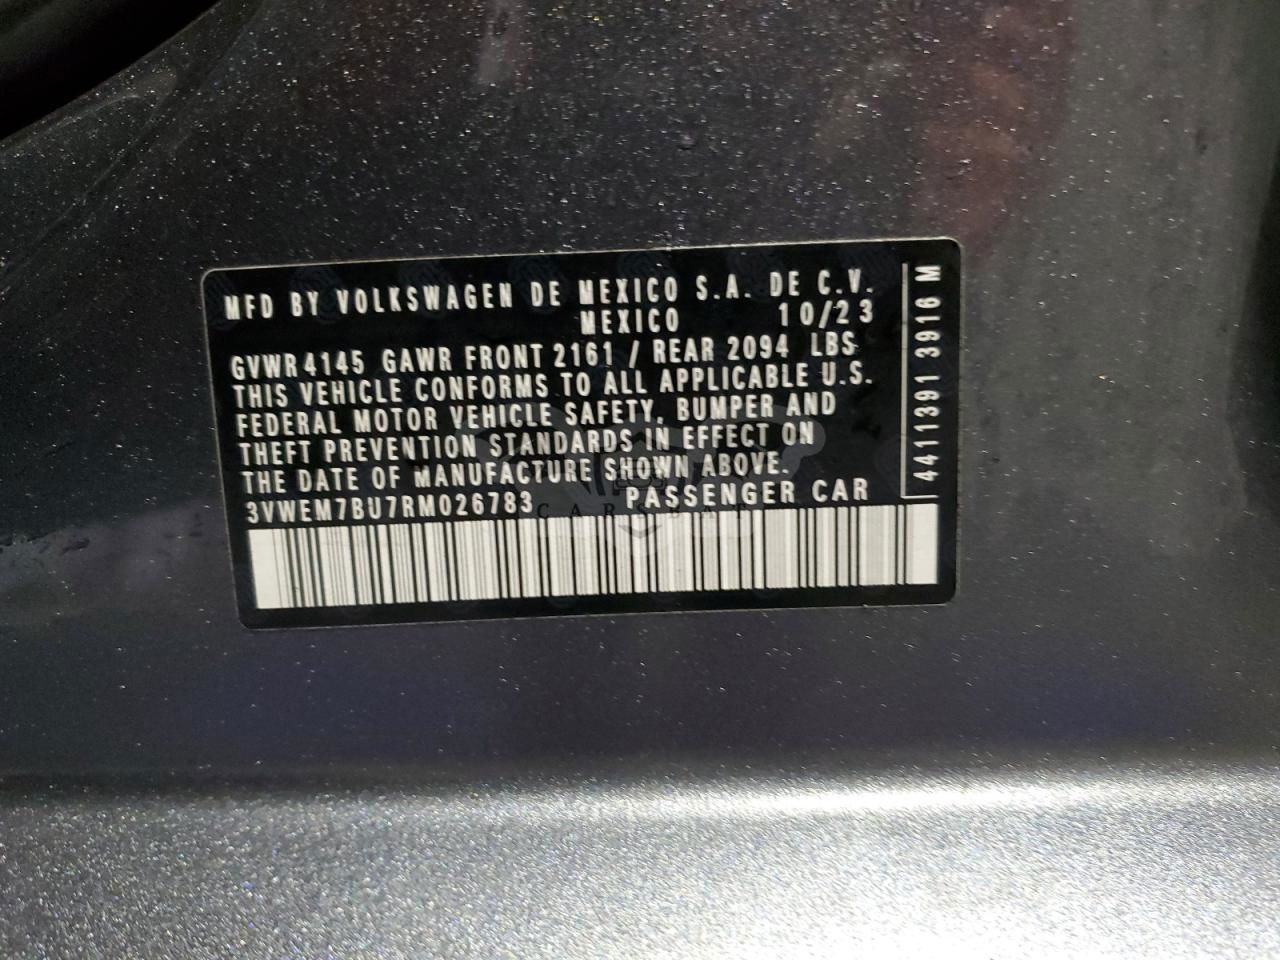 MFD BY VOLKSWAGEN DE MEXICO S.A. DE C.V.
MEXICO 10/23
GVWR 4145 GAWR FRONT 2161 / REAR 2094 LBS
THIS VEHICLE CONFORMS TO ALL APPLICABLE U.S.
FEDERAL MOTOR VEHICLE SAFETY, BUMPER AND
THEFT PREVENTION STANDARDS IN EFFECT ON
THE DATE OF MANUFACTURE SHOWN ABOVE.
3VWEM7BU7RM026783 PASSENGER CAR
4411391 3916 M